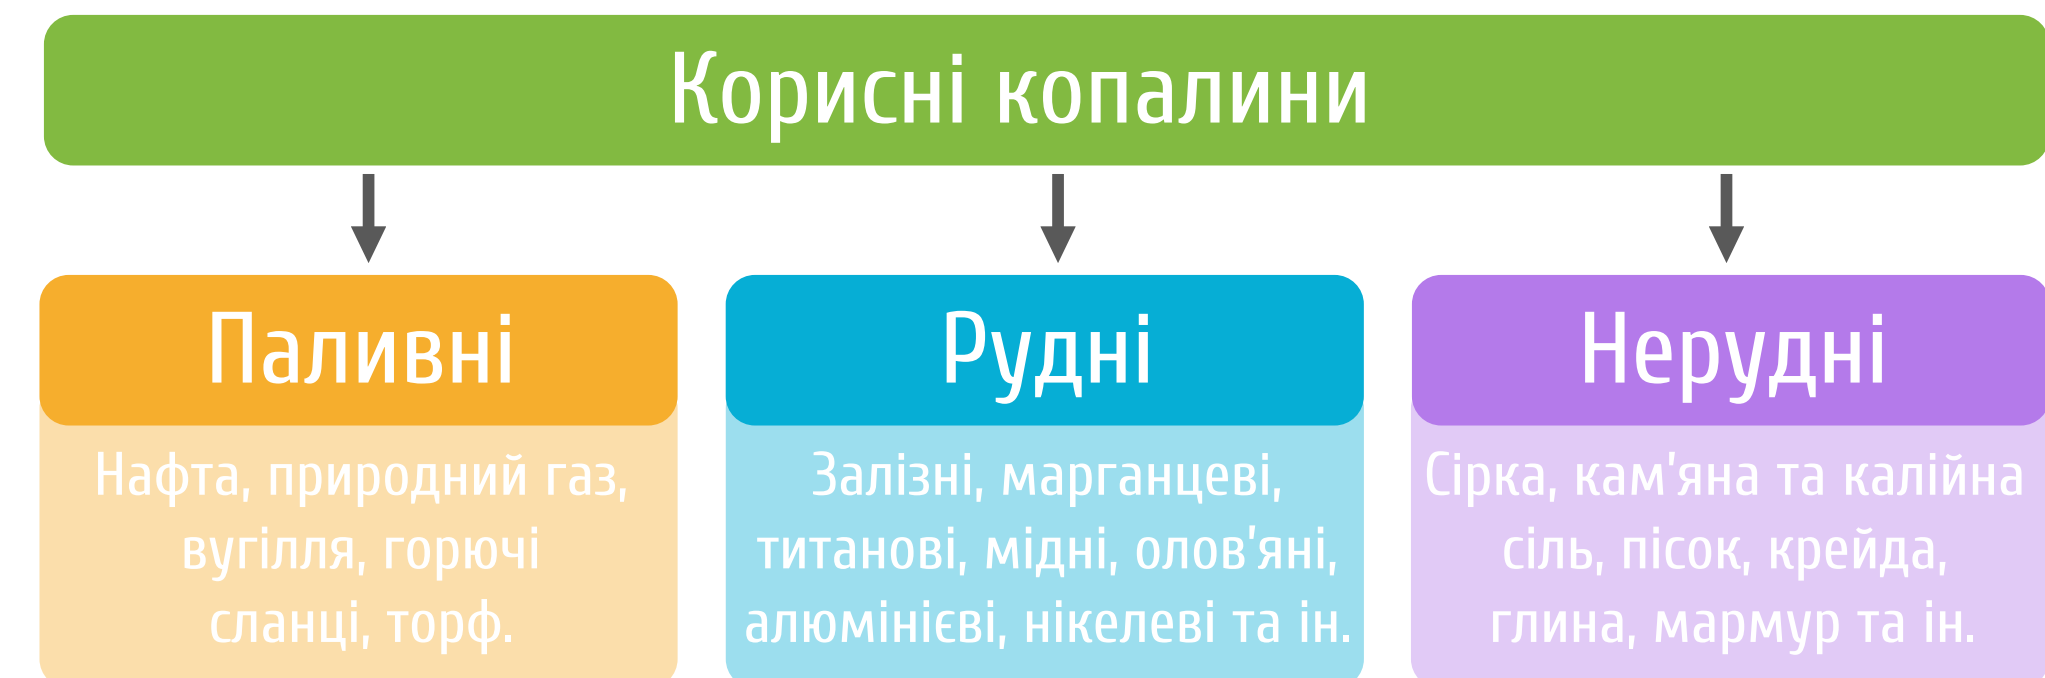 Корисні копалини
Паливні
Нафта, природний газ,
вугілля, горючі
сланці, торф.
Рудні
Залізні, марганцеві,
титанові, мідні, олов'яні,
алюмінієві, нікелеві та ін.
Нерудні
Сірка, кам'яна та калійна
сіль, пісок, крейда,
глина, мармур та ін.